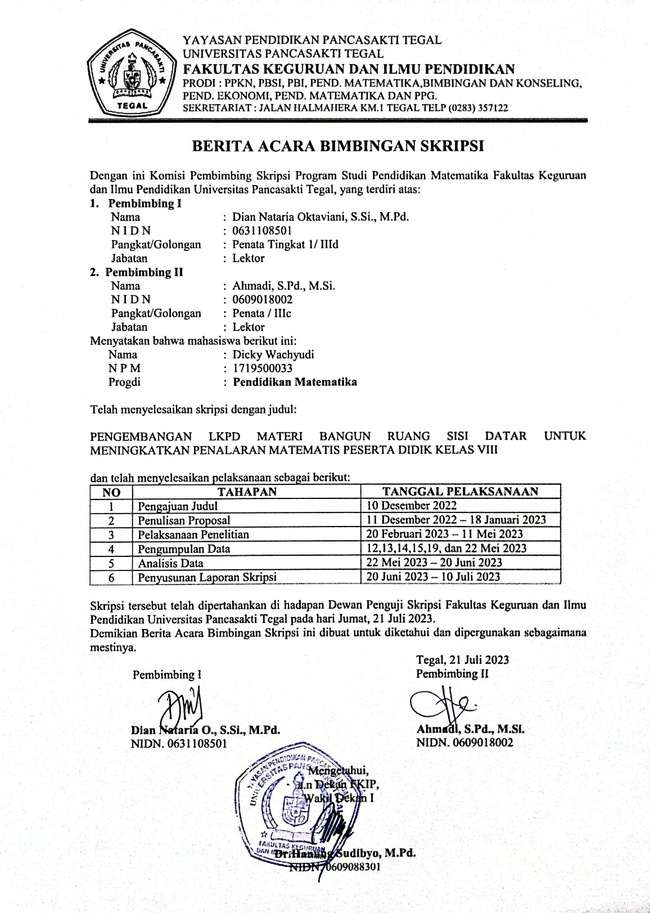 UNIVERSITAS PANCASAKTI
TEGAL
YAYASAN PENDIDIKAN PANCASAKTI TEGAL
UNIVERSITAS PANCASAKTI TEGAL
FAKULTAS KEGURUAN DAN ILMU PENDIDIKAN
PRODI : PPKN, PBSI, PBI, PEND. MATEMATIKA,BIMBINGAN DAN KONSELING,
PEND. EKONOMI, PEND. MATEMATIKA DAN PPG.
SEKRETARIAT : JALAN HALMAHERA KM.1 TEGAL TELP (0283) 357122
BERITA ACARA BIMBINGAN SKRIPSI
Dengan ini Komisi Pembimbing Skripsi Program Studi Pendidikan Matematika Fakultas Keguruan
dan Ilmu Pendidikan Universitas Pancasakti Tegal, yang terdiri atas:
1. Pembimbing I
Nama : Dian Nataria Oktaviani, S.Si., M.Pd.
N I D N : 0631108501
Pangkat/Golongan : Penata Tingkat 1/ IIId
Jabatan : Lektor
2. Pembimbing II
Nama : Ahmadi, S.Pd., M.Si.
N I D N : 0609018002
Pangkat/Golongan : Penata / IIIc
Jabatan : Lektor
Menyatakan bahwa mahasiswa berikut ini:
Nama : Dicky Wachyudi
N P M : 1719500033
Progdi : Pendidikan Matematika
Telah menyelesaikan skripsi dengan judul:
PENGEMBANGAN LKPD MATERI BANGUN RUANG SISI DATAR UNTUK
MENINGKATKAN PENALARAN MATEMATIS PESERTA DIDIK KELAS VIII
dan telah menyelesaikan pelaksanaan sebagai berikut:
NO TAHAPAN TANGGAL PELAKSANAAN
1 Pengajuan Judul 10 Desember 2022
2 Penulisan Proposal 11 Desember 2022 – 18 Januari 2023
3 Pelaksanaan Penelitian 20 Februari 2023 – 11 Mei 2023
4 Pengumpulan Data 12,13,14,15,19, dan 22 Mei 2023
5 Analisis Data 22 Mei 2023 – 20 Juni 2023
6 Penyusunan Laporan Skripsi 20 Juni 2023 – 10 Juli 2023
Skripsi tersebut telah dipertahankan di hadapan Dewan Penguji Skripsi Fakultas Keguruan dan Ilmu
Pendidikan Universitas Pancasakti Tegal pada hari Jumat, 21 Juli 2023.
Demikian Berita Acara Bimbingan Skripsi ini dibuat untuk diketahui dan dipergunakan sebagaimana
mestinya.
Tegal, 21 Juli 2023
Pembimbing I Pembimbing II
Dian Nataria O., S.Si., M.Pd. Ahmadi, S.Pd., M.Si.
NIDN. 0631108501 NIDN. 0609018002
YAYASAN PENDIDIKAN PANCASAKTI
UNIVERSITAS
FAKULTAS KEGURUAN
Mengetahui,
a.n Dekan FKIP,
Wakil Dekan I
Dr.Hanung Sudibyo, M.Pd.
NIDN. 0609088301